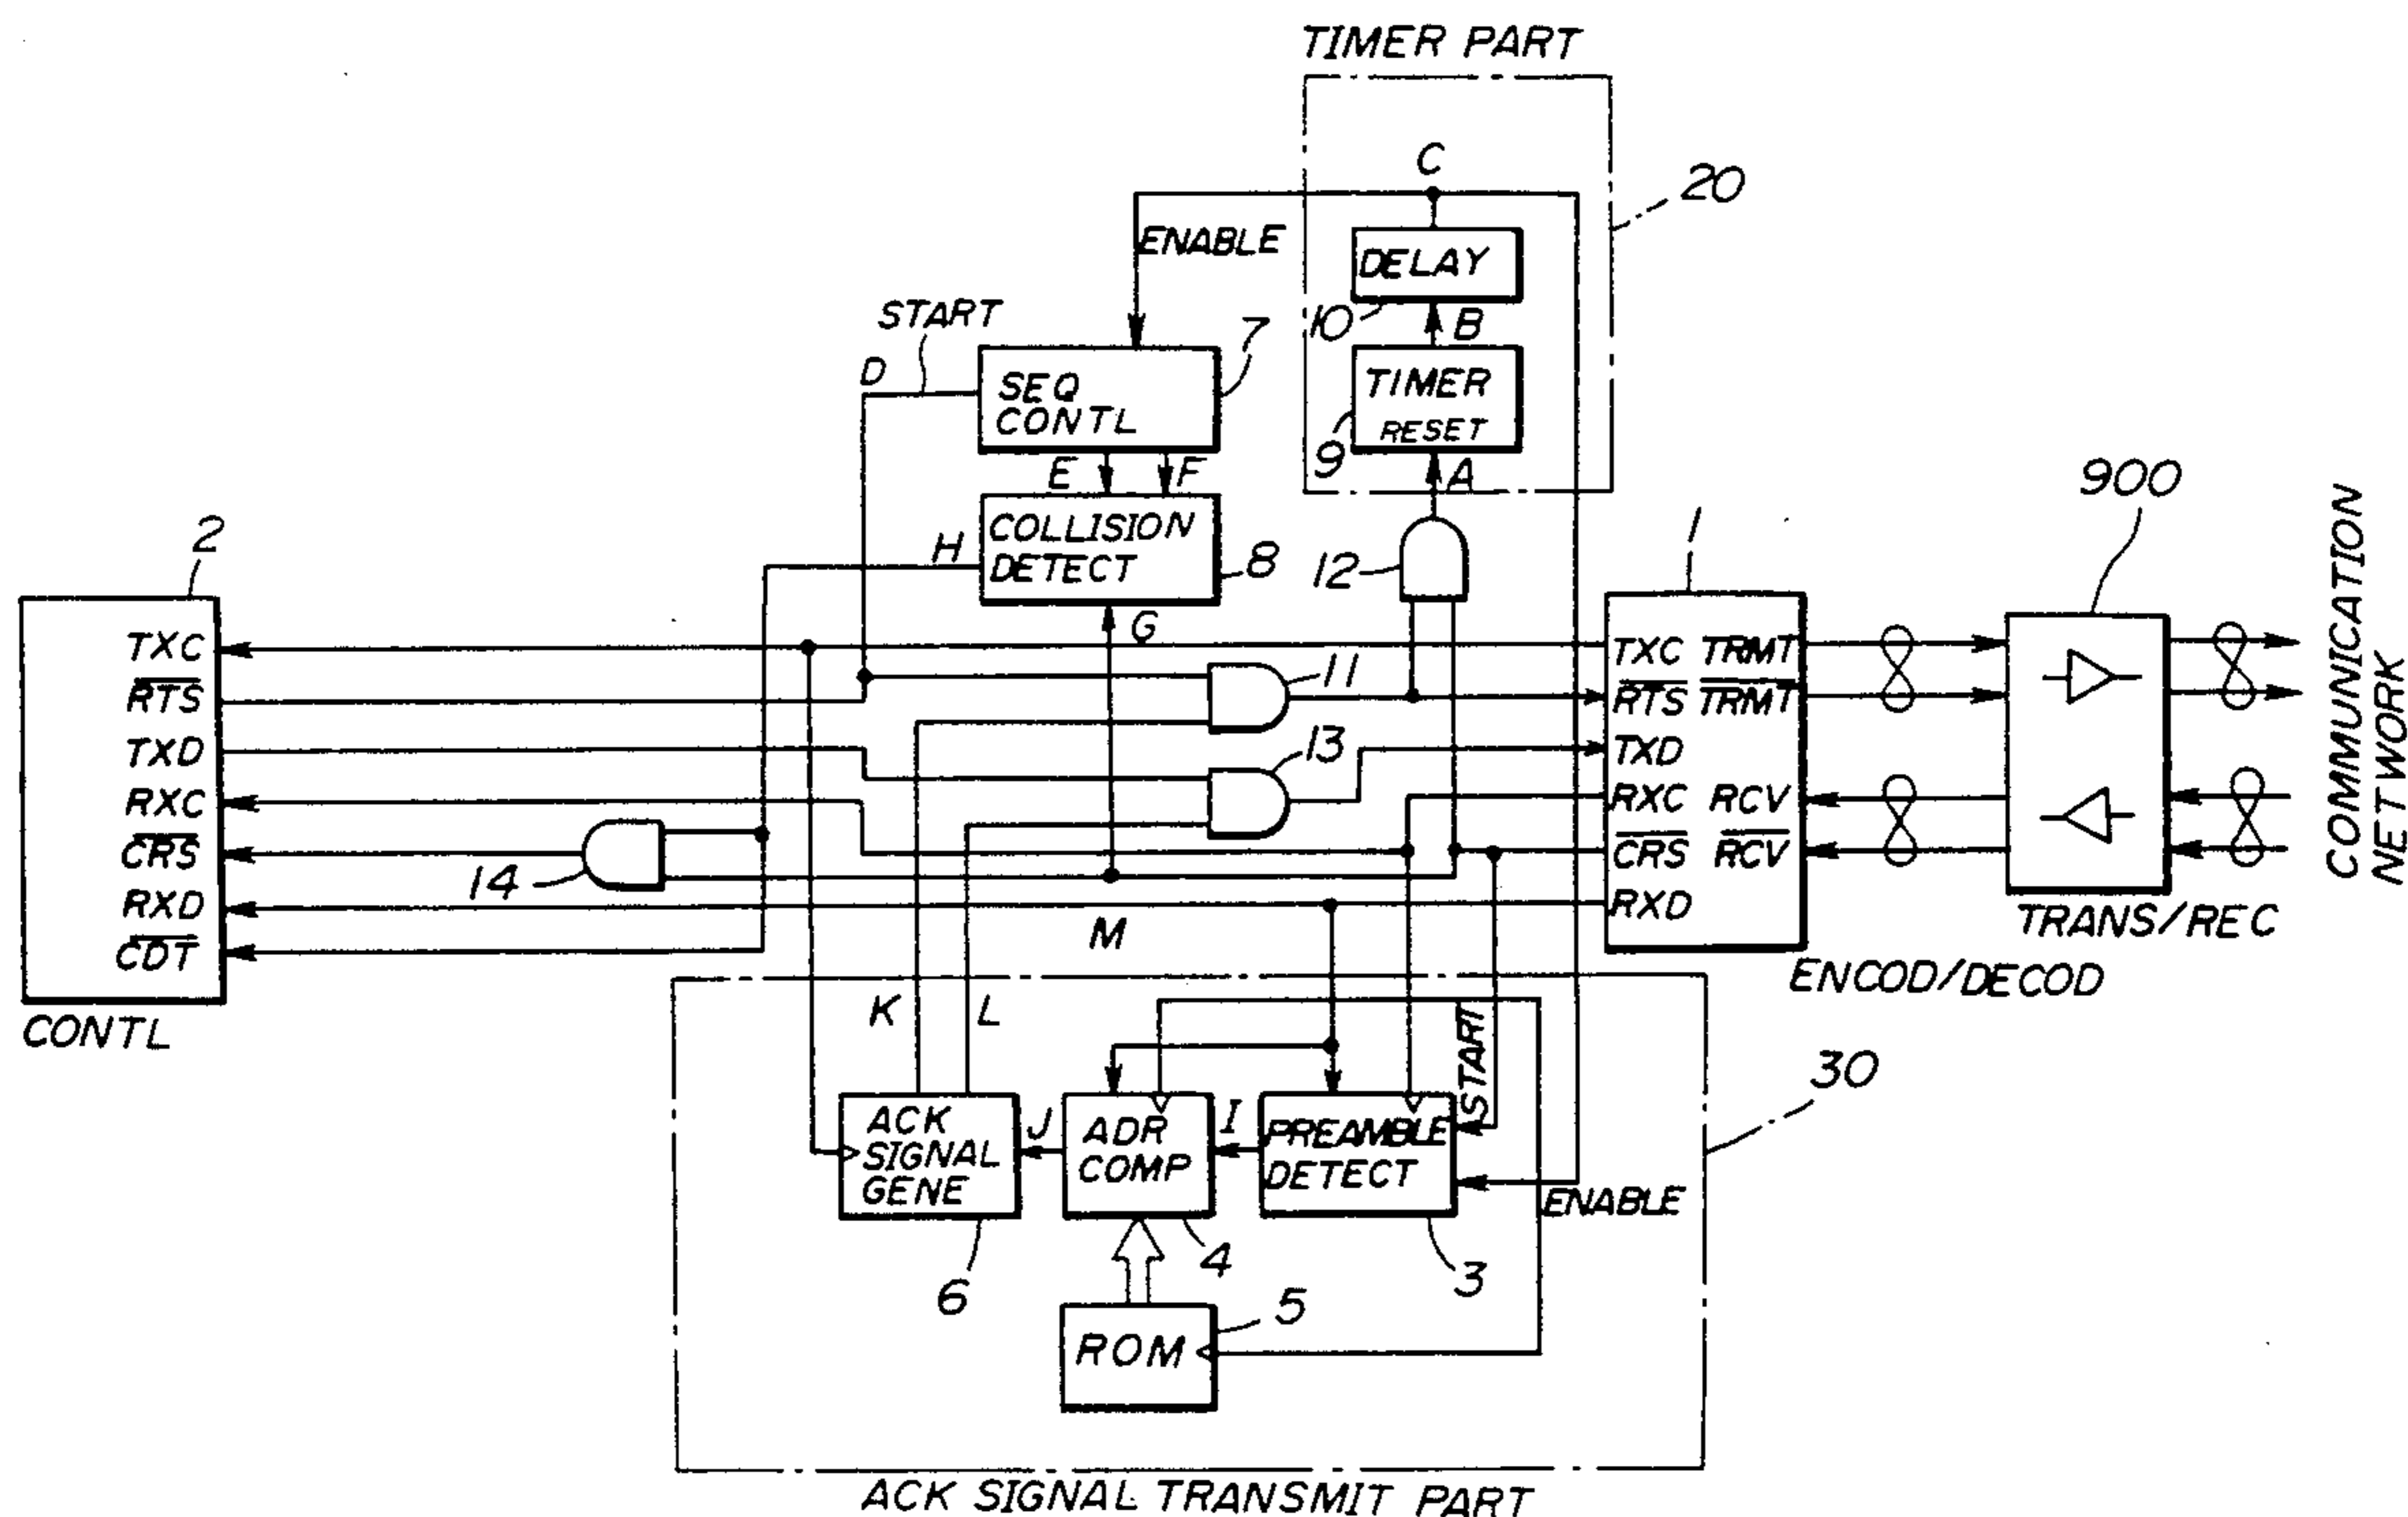 TIMER PART
C
20
ENABLE
DELAY
10
B
START
7
D
SEQ
CONTL
TIMER
RESET
9
A
E
F
900
COMMUNICATION
NETWORK
2
H
COLLISION
DETECT
8
12
1
G
TXC
RTS
TXD
RXC
CRS
RXD
CDT
CONTL
11
13
14
TXC
TRMT
RTS
TRMT
TXD
RXC
RCV
CRS
RCV
RXD
TRANS/REC
ENCOD/DECOD
M
K
L
START
30
ACK
SIGNAL
GENE
J
ADR
COMP
I
PREAMBLE
DETECT
ENABLE
6
4
3
5
ROM
ACK SIGNAL TRANSMIT PART